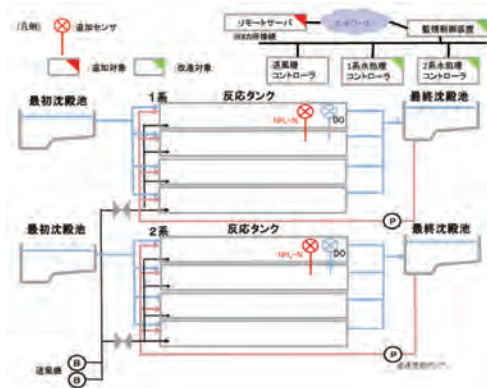 (凡例)
追加センサ
:追加対象
:改造対象
リモートサーバ
ネットワーク
監視制御装置
送風機
コントローラ
1系水処理
コントローラ
2系水処理
コントローラ
最初沈殿池
1系
反応タンク
最終沈殿池
NH₄-N
DO
P
最初沈殿池
2系
反応タンク
最終沈殿池
NH₄-N
DO
送風機
B
B
P